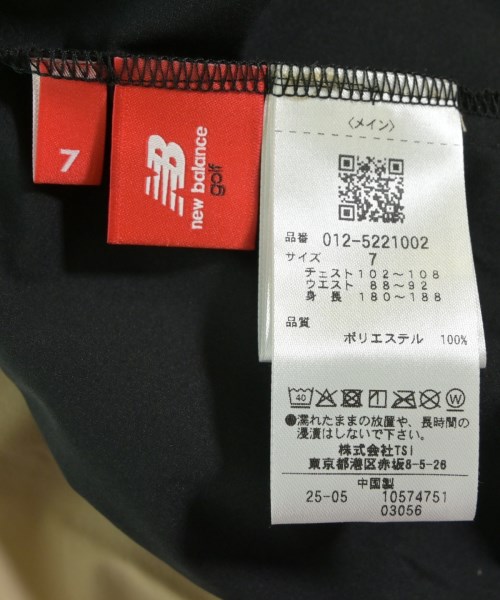 7
NB
new balance
golf
〈メイン〉
品番 012-5221002
サイズ 7
チェスト 102～108
ウエスト 88～92
身 長 180～188
品質
ポリエステル 100%
40 W
●濡れたままの放置や、長時間の
浸漬はしないで下さい。
株式会社TSI
東京都港区赤坂8-5-26
中国製
25-05 10574751
03056